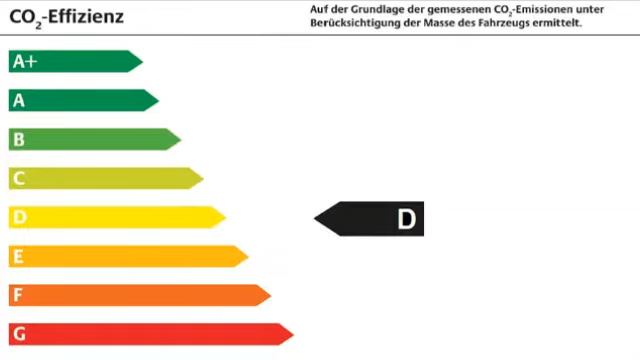 CO₂-Effizienz
Auf der Grundlage der gemessenen CO₂-Emissionen unter
Berücksichtigung der Masse des Fahrzeugs ermittelt.
A+
A
B
C
D
D
E
F
G